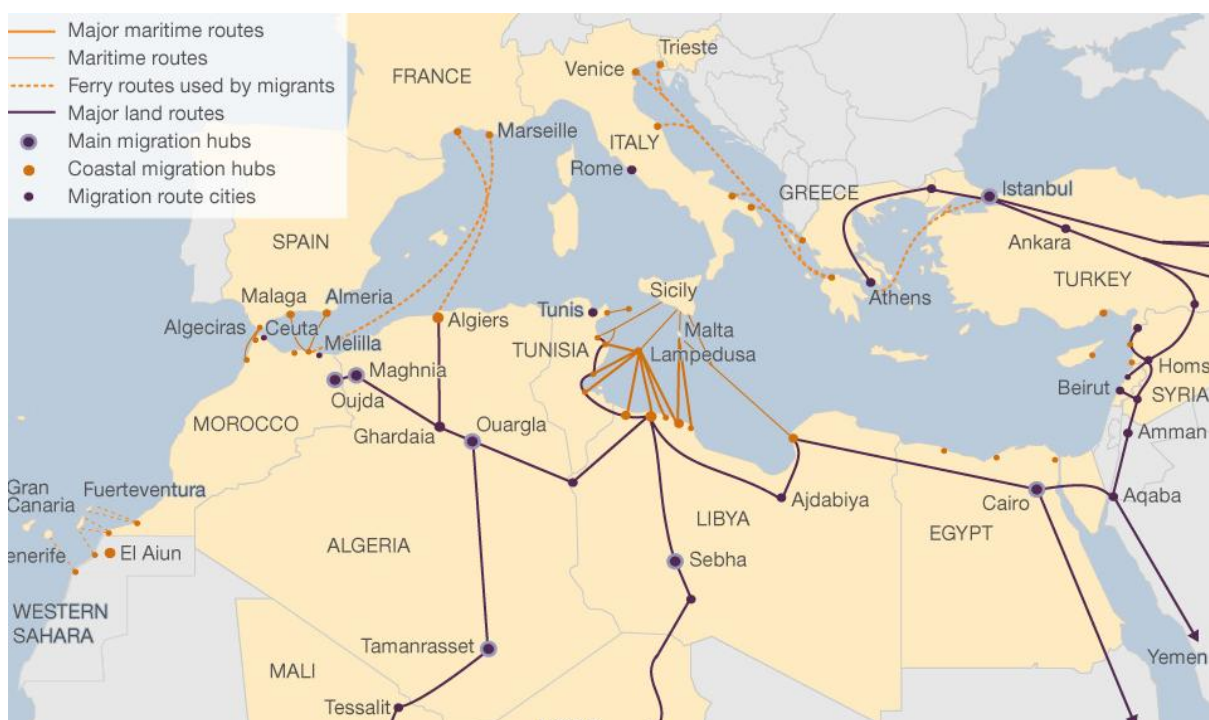 Major maritime routes
Maritime routes
Ferry routes used by migrants
Major land routes
Main migration hubs
Coastal migration hubs
Migration route cities
FRANCE
Venice
Trieste
Marseille
ITALY
Rome
GREECE
Istanbul
Ankara
SPAIN
TURKEY
Athens
Malaga
Almeria
Sicily
Algeciras
Ceuta
Algiers
Tunis
Malta
Melilla
TUNISIA
Lampedusa
Maghnia
Homs
Oujda
Beirut
SYRIA
MOROCCO
Ghardaia
Ouargla
Amman
Gran
Canaria
Fuerteventura
Ajdabiya
Cairo
Aqaba
LIBYA
EGYPT
ALGERIA
enerife
El Aiun
Sebha
WESTERN
SAHARA
Tamanrasset
Yemen
MALI
Tessalit